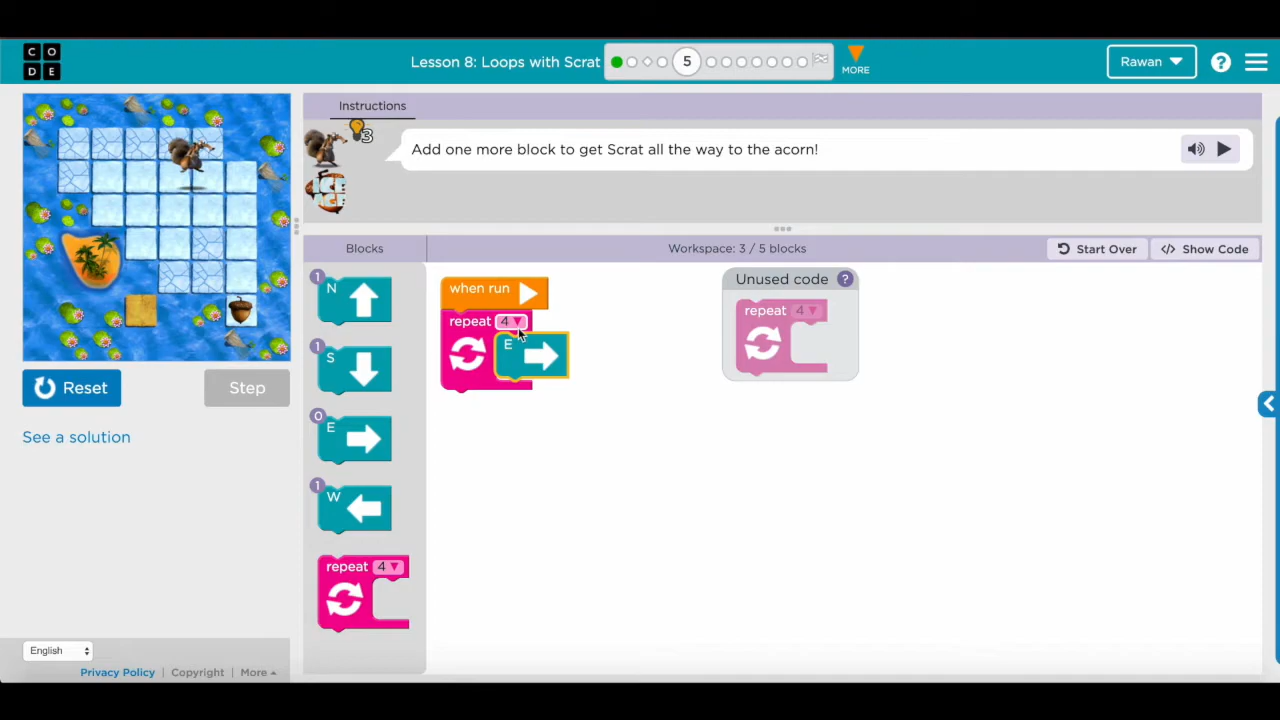 C O
D E
Lesson 8: Loops with Scrat
5
MORE
Rawan
?
Instructions
3
Add one more block to get Scrat all the way to the acorn!
ICE
AGE
Blocks
Workspace: 3 / 5 blocks
Start Over
</> Show Code
1
N
1
S
0
E
1
W
repeat 4
when run
repeat 4
E
Unused code ?
repeat 4
Reset
Step
See a solution
English
Privacy Policy | Copyright | More